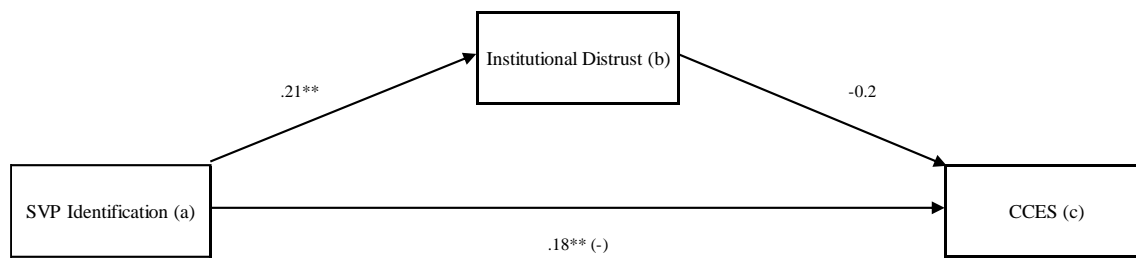 Institutional Distrust (b)
.21**
-0.2
SVP Identification (a)
CCES (c)
.18** (-)